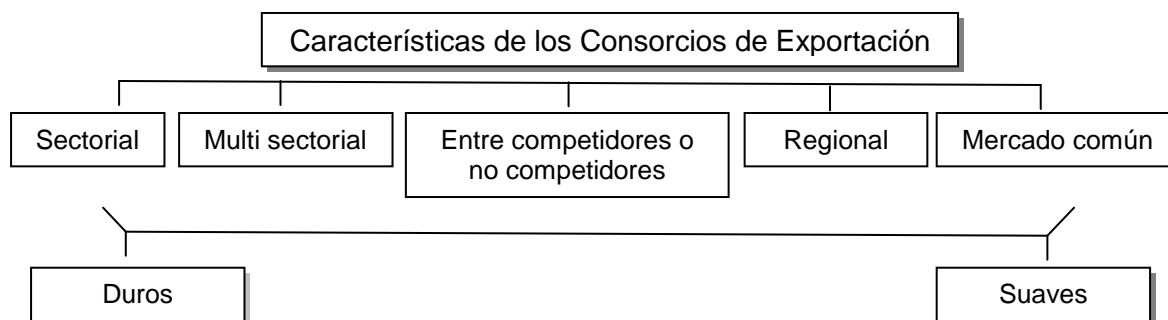 Características de los Consorcios de Exportación
Sectorial
Multi sectorial
Entre competidores o
no competidores
Regional
Mercado común
Duros
Suaves